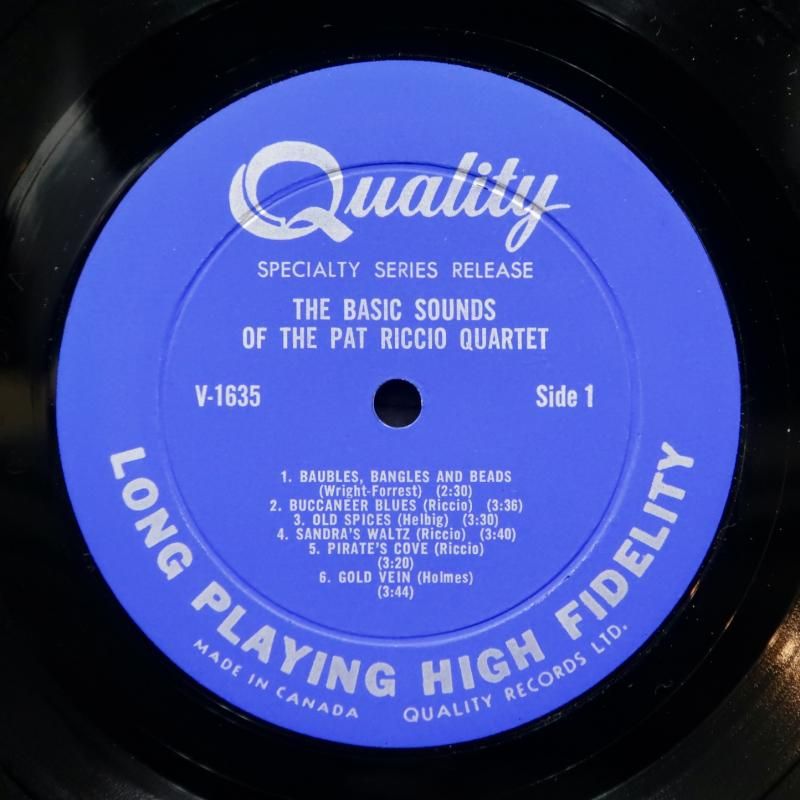 Quality
SPECIALTY SERIES RELEASE
THE BASIC SOUNDS
OF THE PAT RICCIO QUARTET
V-1635
Side 1
1. BAUBLES, BANGLES AND BEADS
(Wright-Forrest) (2:30)
2. BUCCANEER BLUES (Riccio) (3:36)
3. OLD SPICES (Helbig) (3:30)
4. SANDRA'S WALTZ (Riccio) (3:40)
5. PIRATE'S COVE (Riccio)
(3:20)
6. GOLD VEIN (Holmes)
(3:44)
LONG PLAYING HIGH FIDELITY
MADE IN CANADA QUALITY RECORDS LTD.